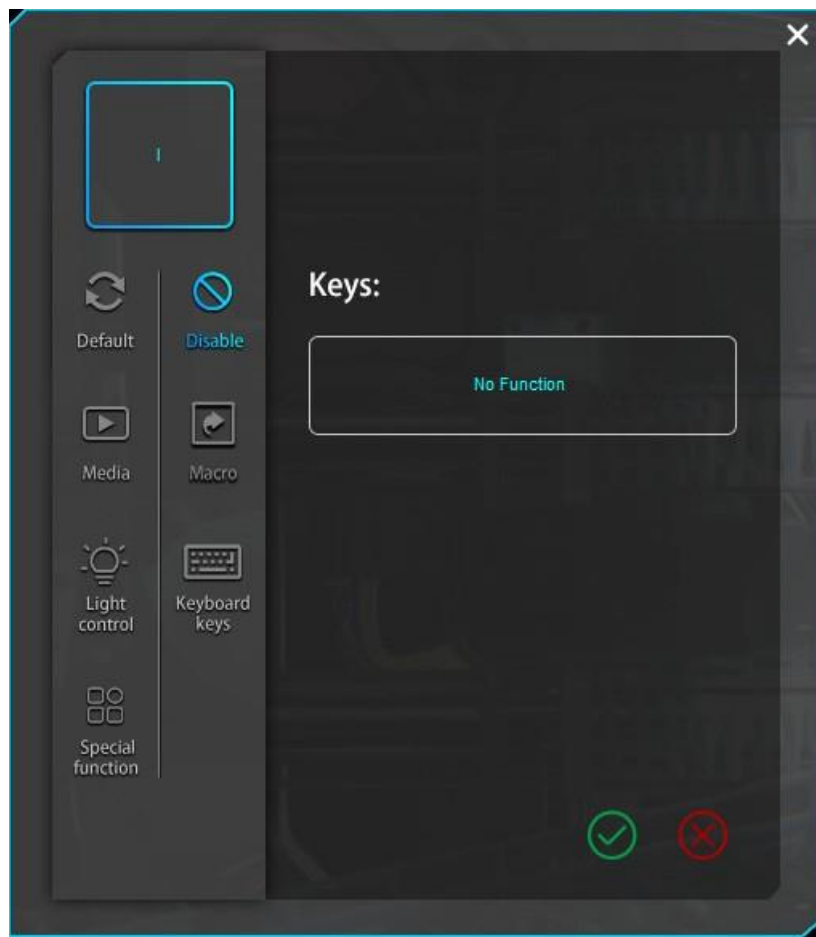 I
Default
Disable
Media
Macro
Light
control
Keyboard
keys
Special
function
Keys:
No Function